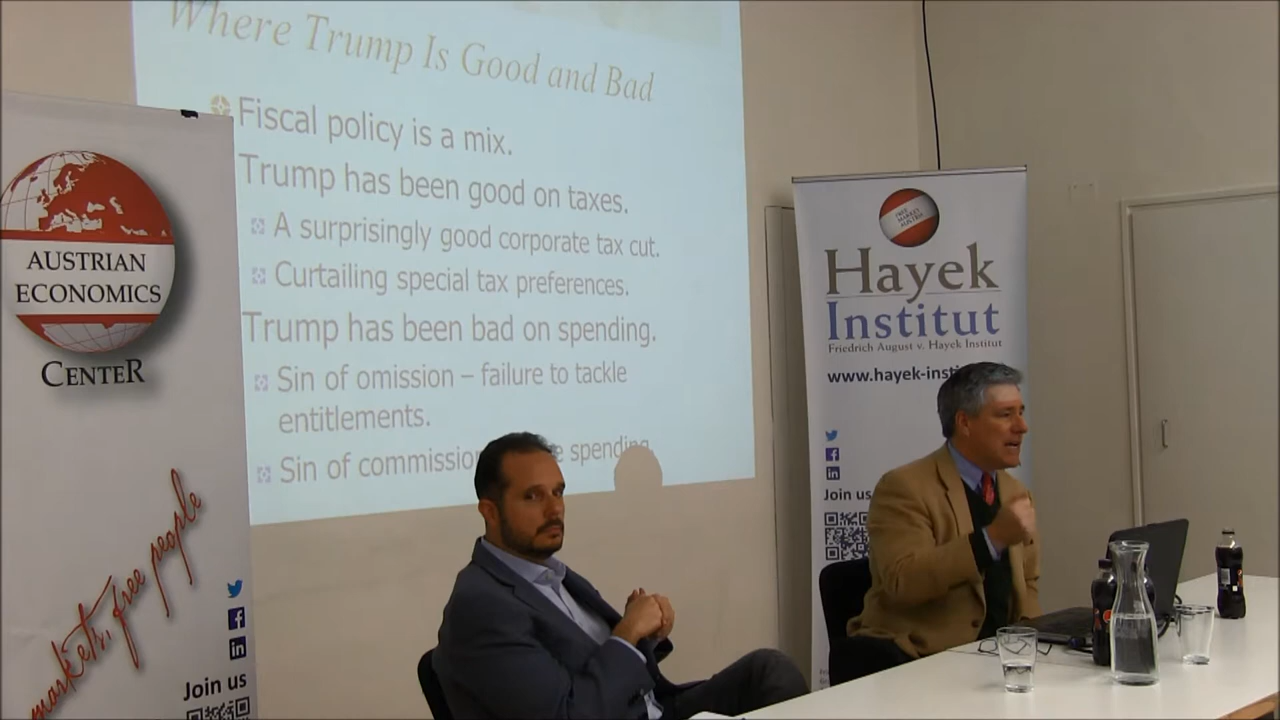 Where Trump Is Good and Bad
Fiscal policy is a mix.
Trump has been good on taxes.
A surprisingly good corporate tax cut.
Curtailing special tax preferences.
Trump has been bad on spending.
Sin of omission – failure to tackle
entitlements.
Sin of commission spending.
AUSTRIAN
ECONOMICS
CENTER
markets, free people
Join us
FREE
MARKET
Hayek
Institut
Friedrich August v. Hayek Institut
www.hayek-insti
Join us